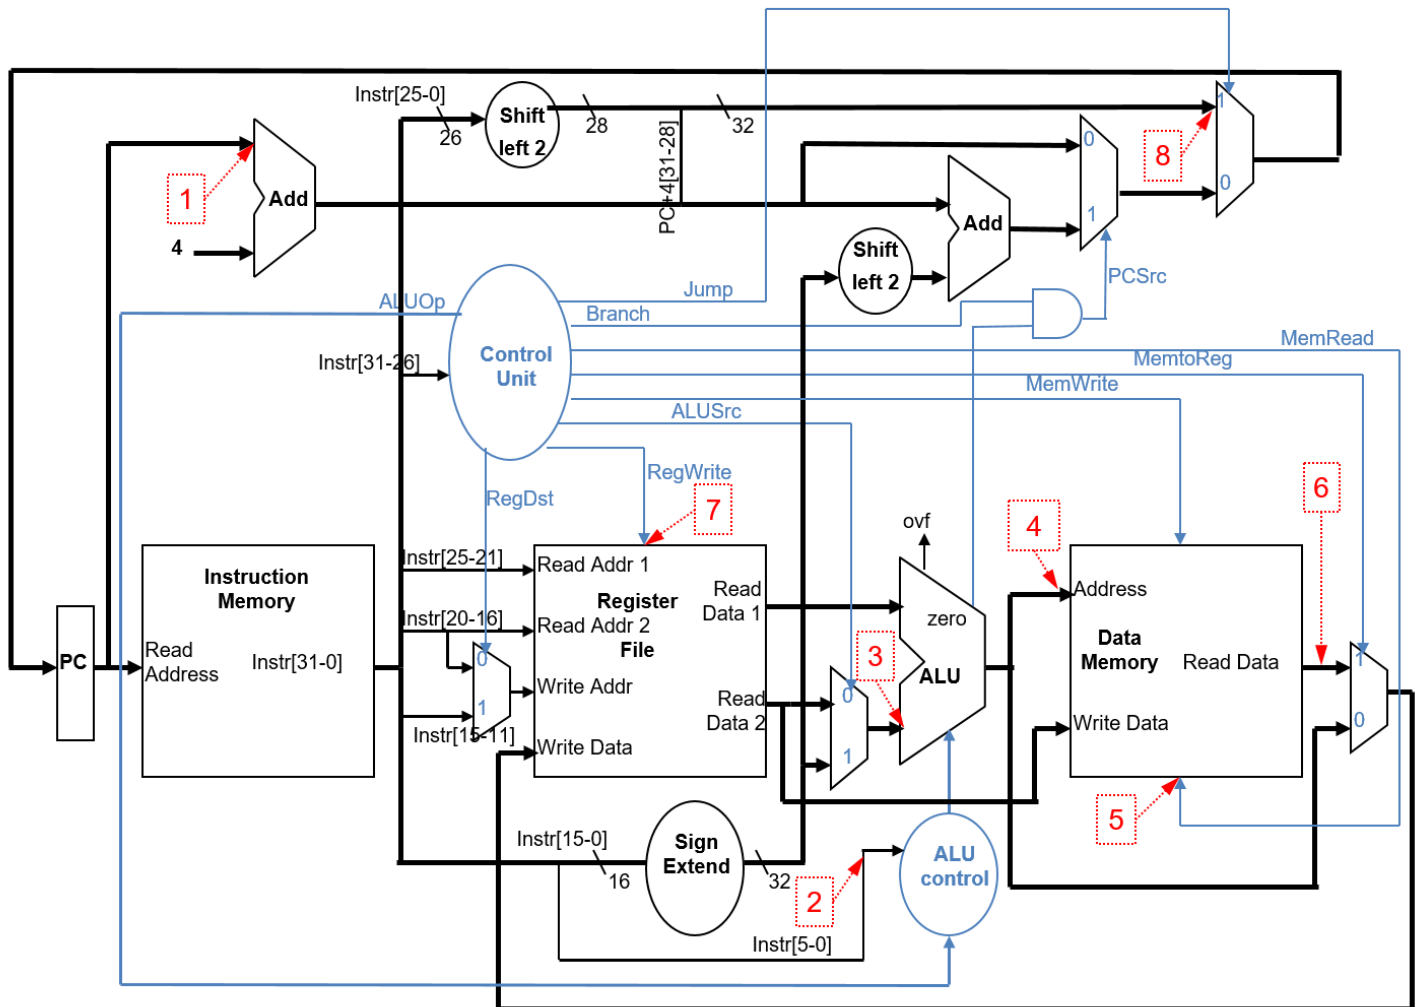 Instr[25-0]
26
Shift
left 2
28
32
PC+4[31-28]
1
8
1
0
Add
4
0
1
Add
Shift
left 2
PCSrc
ALUOp
Jump
Branch
Instr[31-26]
Control
Unit
MemRead
MemtoReg
MemWrite
ALUSrc
RegWrite
RegDst
7
ovf
4
6
Instruction
Memory
Instr[25-21]
Read Addr 1
Register
File
Read
Data 1
zero
Address
Instr[20-16]
Read Addr 2
PC
Read
Address
Instr[31-0]
0
1
Write Addr
3
ALU
Data
Memory
Read Data
1
0
Read
Data 2
0
1
Instr[15-11]
Write Data
Write Data
5
Instr[15-0]
16
Sign
Extend
32
2
ALU
control
Instr[5-0]